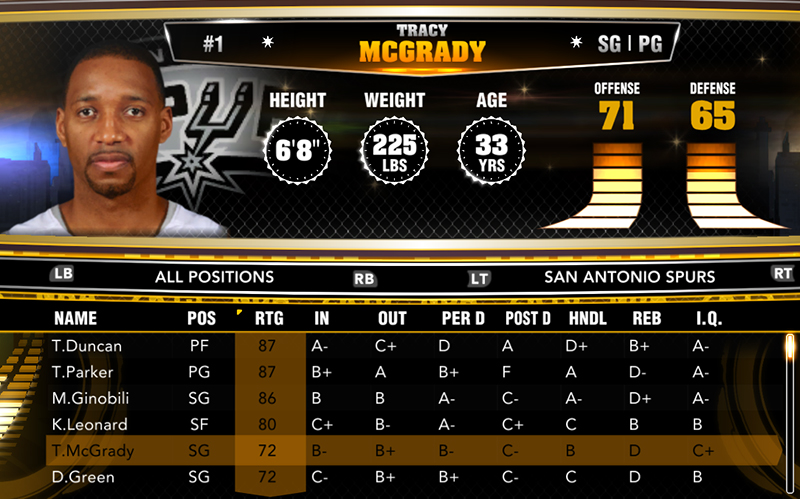 TRACY
#1 MCGRADY SG | PG
HEIGHT WEIGHT AGE OFFENSE DEFENSE
71 65
6'8" 225 LBS 33 YRS
LB ALL POSITIONS RB LT SAN ANTONIO SPURS RT
NAME POS RTG IN OUT PER D POST D HNDL REB I.Q.
T.Duncan PF 87 A- C+ D A D+ B+ A-
T.Parker PG 87 B+ A B+ F A D- A-
M.Ginobili SG 86 B B A- C- A- D+ A-
K.Leonard SF 80 C+ B- A- C+ C B B
T.McGrady SG 72 B- B+ B- C- B D C+
D.Green SG 72 C- B+ B+ C- C D B